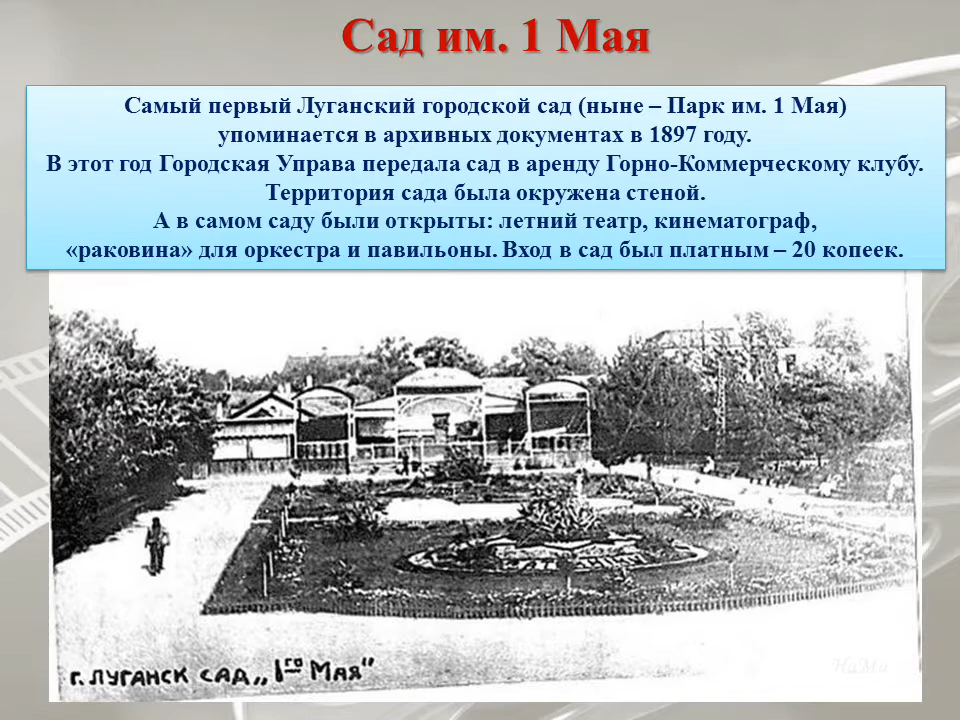 Сад им. 1 Мая
Самый первый Луганский городской сад (ныне – Парк им. 1 Мая)
упоминается в архивных документах в 1897 году.
В этот год Городская Управа передала сад в аренду Горно-Коммерческому клубу.
Территория сада была окружена стеной.
А в самом саду были открыты: летний театр, кинематограф,
«раковина» для оркестра и павильоны. Вход в сад был платным – 20 копеек.
г. ЛУГАНСК САД „1го МАЯ"
НаМа